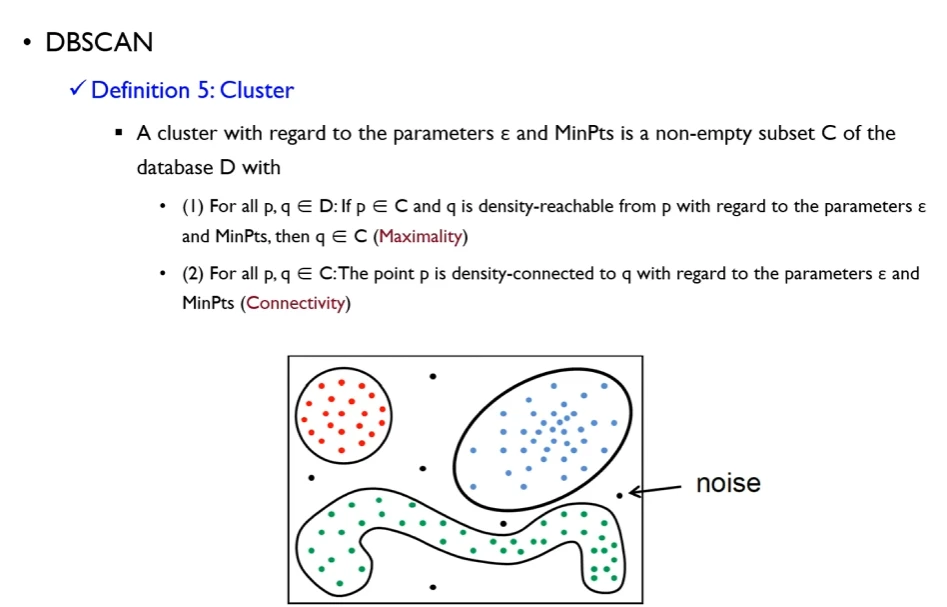 • DBSCAN
✓ Definition 5: Cluster
▪ A cluster with regard to the parameters ε and MinPts is a non-empty subset C of the
database D with
• (1) For all p, q ∈ D: If p ∈ C and q is density-reachable from p with regard to the parameters ε
and MinPts, then q ∈ C (Maximality)
• (2) For all p, q ∈ C: The point p is density-connected to q with regard to the parameters ε and
MinPts (Connectivity)
noise